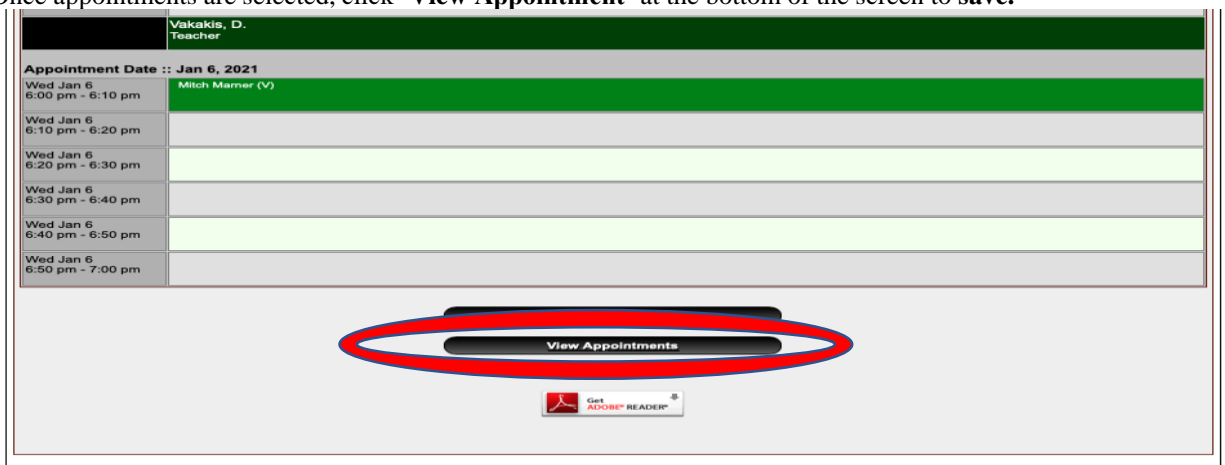 Once appointments are selected, click "View Appointment" at the bottom of the screen to save.
Vakakis, D.
Teacher
Appointment Date :: Jan 6, 2021
Wed Jan 6
6:00 pm - 6:10 pm
Mitch Marner (V)
Wed Jan 6
6:10 pm - 6:20 pm
Wed Jan 6
6:20 pm - 6:30 pm
Wed Jan 6
6:30 pm - 6:40 pm
Wed Jan 6
6:40 pm - 6:50 pm
Wed Jan 6
6:50 pm - 7:00 pm
View Appointments
Get
ADOBE® READER®